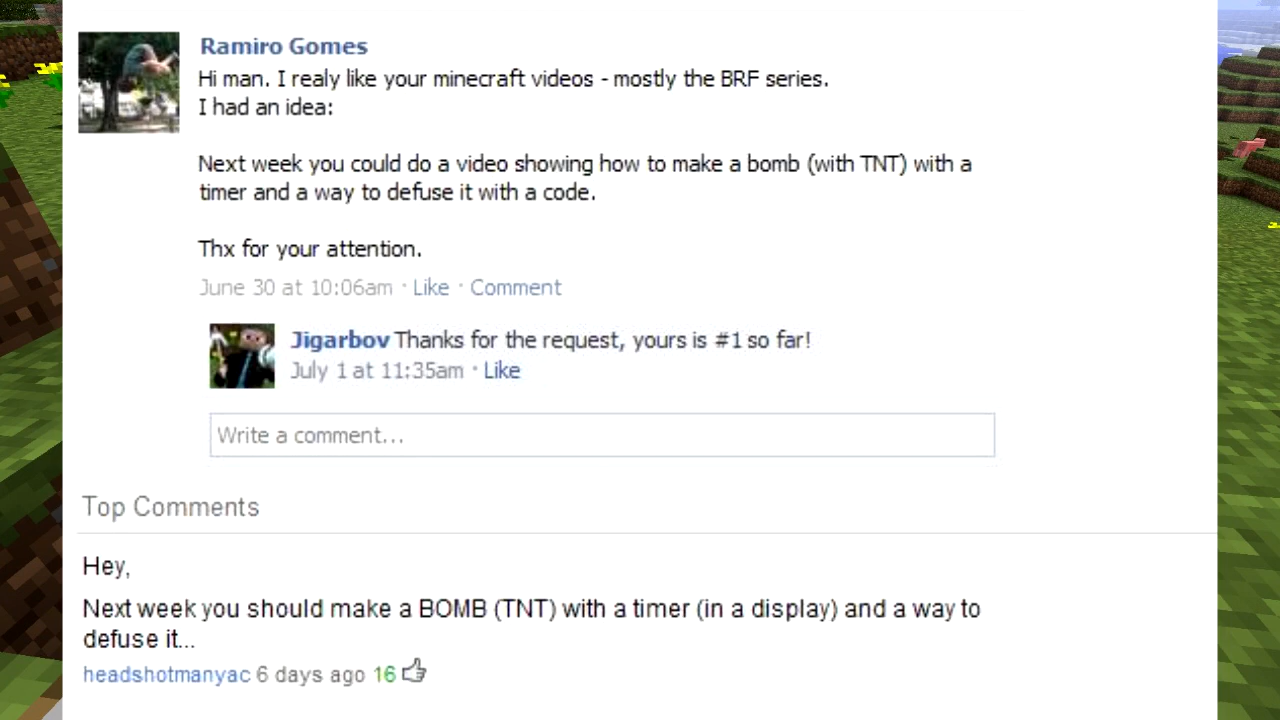 Ramiro Gomes
Hi man. I realy like your minecraft videos - mostly the BRF series.
I had an idea:
Next week you could do a video showing how to make a bomb (with TNT) with a
timer and a way to defuse it with a code.
Thx for your attention.
June 30 at 10:06am · Like · Comment
Jigarbov Thanks for the request, yours is #1 so far!
July 1 at 11:35am · Like
Write a comment...
Top Comments
Hey,
Next week you should make a BOMB (TNT) with a timer (in a display) and a way to
defuse it...
headshotmanyac 6 days ago 16